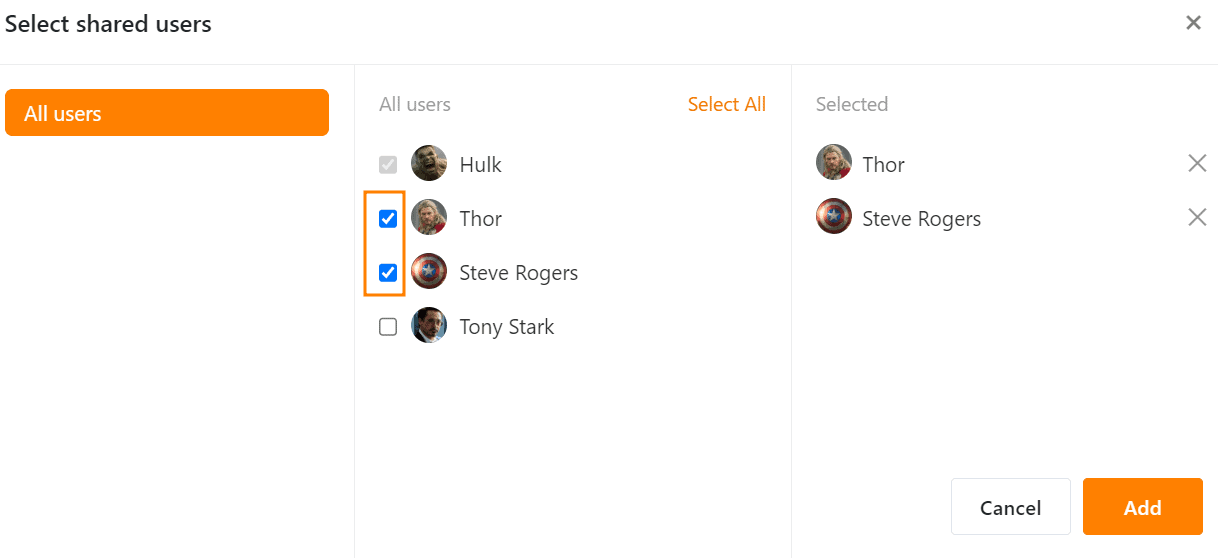 Select shared users
All users
All users
Select All
Hulk
Thor
Steve Rogers
Tony Stark
Selected
Thor
Steve Rogers
Cancel
Add